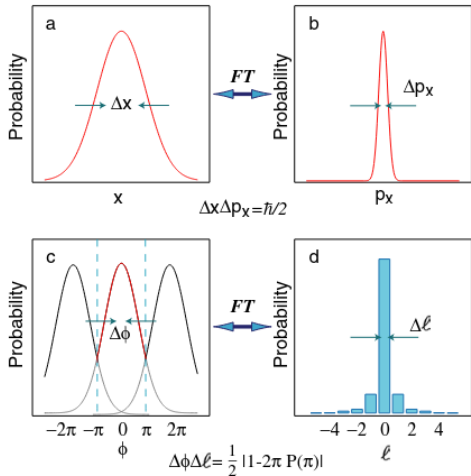 a
Probability
Δx
x
FT
b
Probability
Δpₓ
pₓ
ΔxΔpₓ=ℏ/2
c
Probability
Δϕ
−2π −π 0 π 2π
ϕ
FT
d
Probability
Δℓ
−4 −2 0 2 4
ℓ
ΔϕΔℓ= 1/2 |1-2π P(π)|